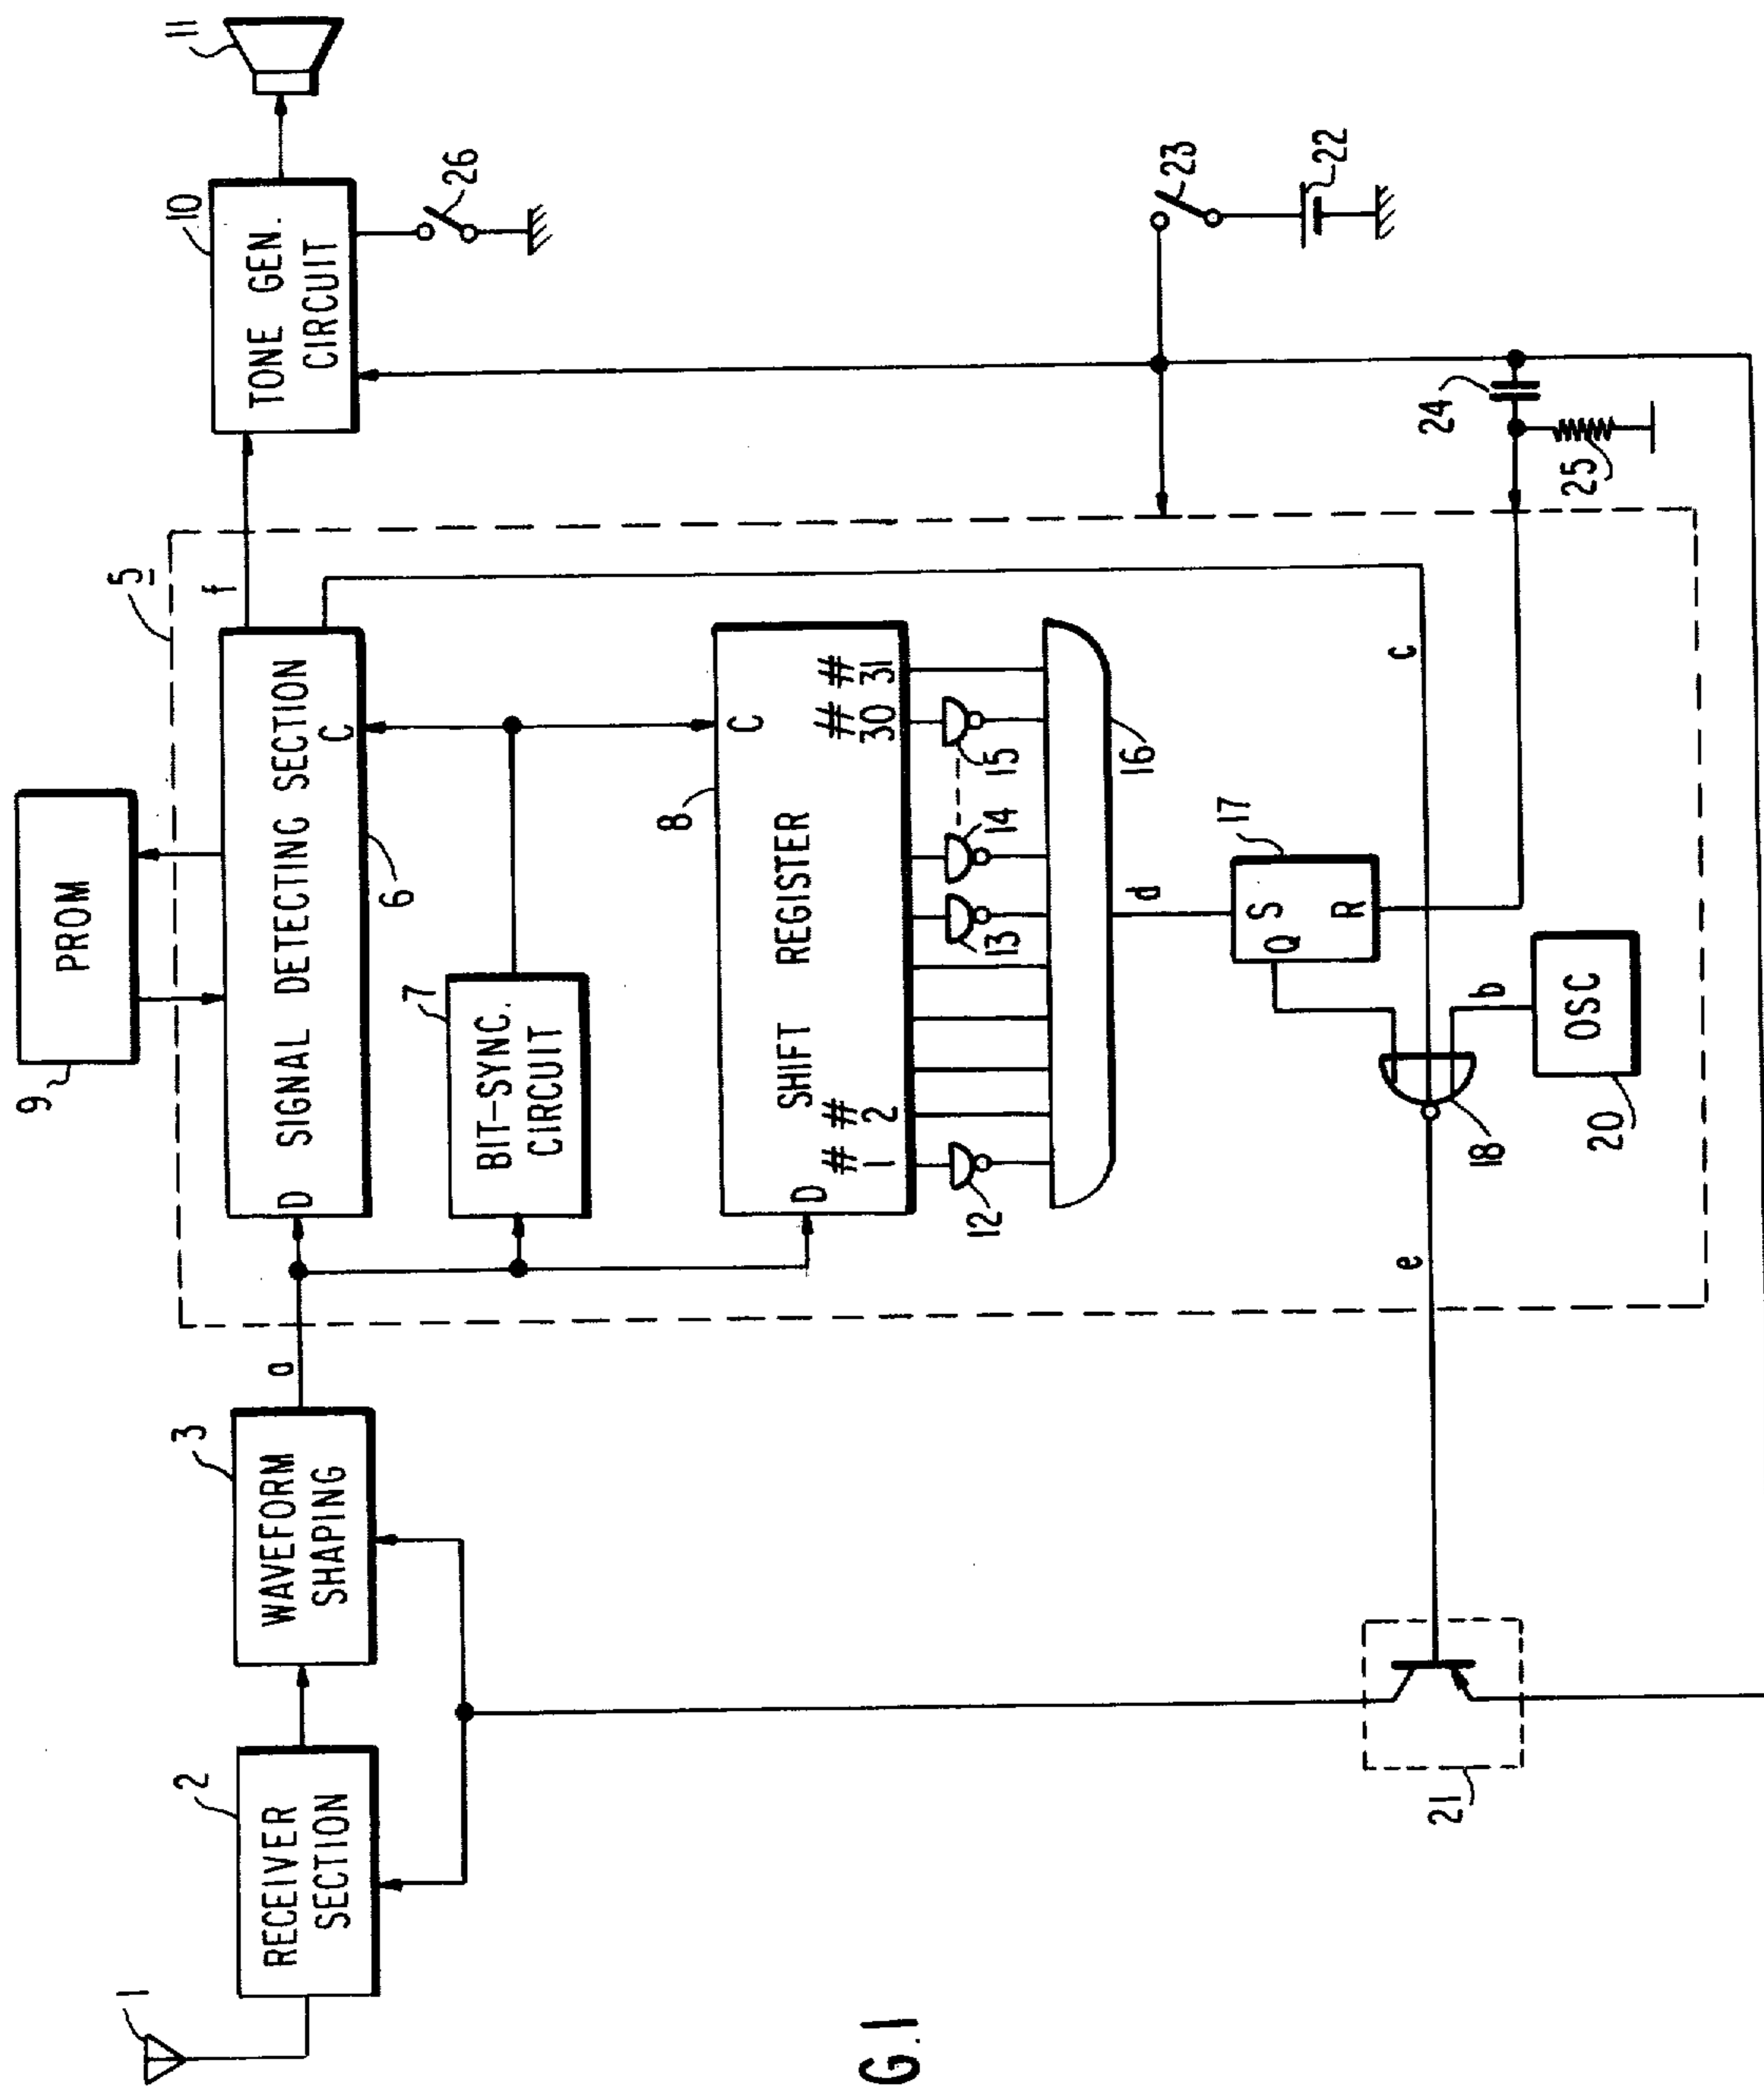 1
RECEIVER
SECTION
2
WAVEFORM
SHAPING
3
a
5
PROM
9
D
SIGNAL DETECTING SECTION
C
6
f
TONE GEN.
CIRCUIT
10
11
26
BIT-SYNC.
CIRCUIT
7
D
SHIFT REGISTER
C
8
# 1
# 2
# 30
# 31
12
13
14
15
16
d
S
Q
R
17
c
b
OSC
20
18
e
21
23
22
24
25
G.1